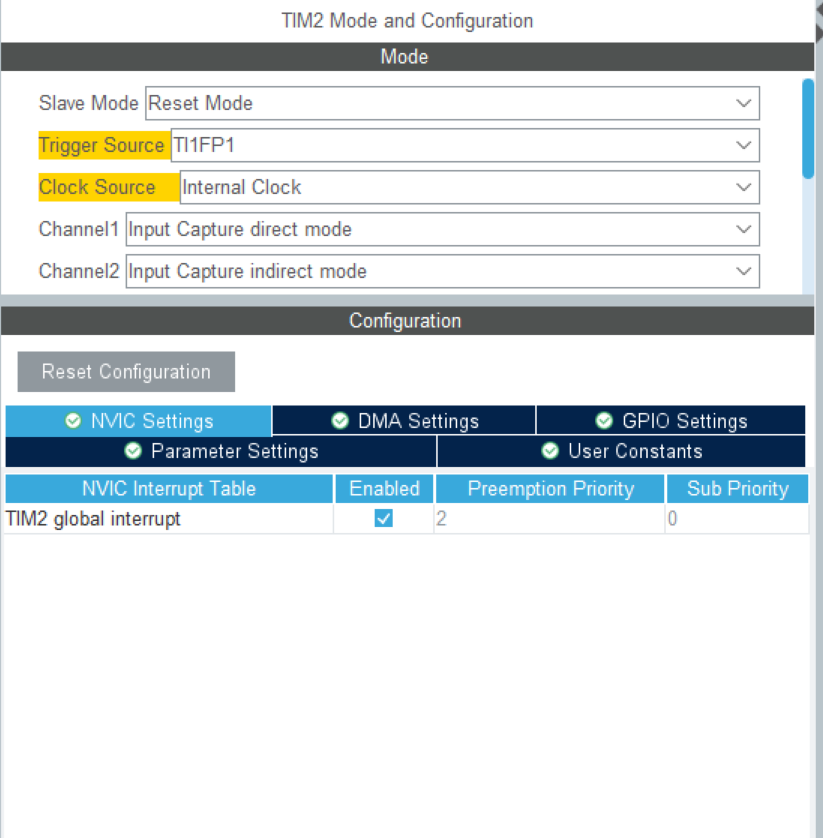 TIM2 Mode and Configuration
Mode
Slave Mode Reset Mode
Trigger Source TI1FP1
Clock Source Internal Clock
Channel1 Input Capture direct mode
Channel2 Input Capture indirect mode
Configuration
Reset Configuration
NVIC Settings DMA Settings GPIO Settings
Parameter Settings User Constants
NVIC Interrupt Table Enabled Preemption Priority Sub Priority
TIM2 global interrupt 2 0